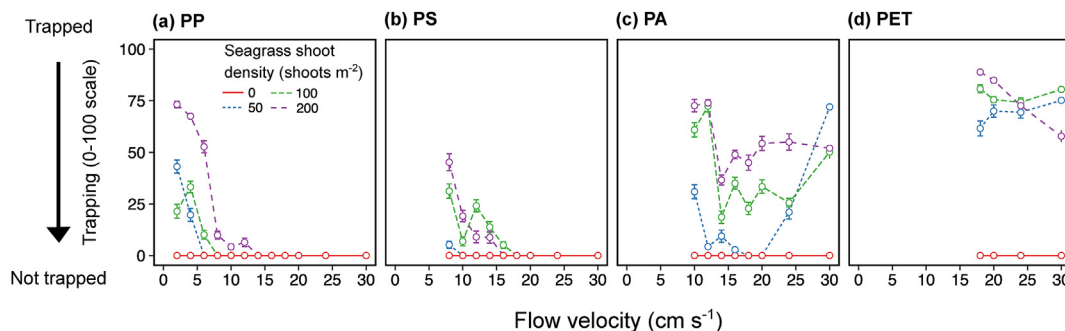 Trapped
Not trapped
Trapping (0-100 scale)
(a) PP
(b) PS
(c) PA
(d) PET
Seagrass shoot
density (shoots m⁻²)
0 100
50 200
100
75
50
25
0
0 5 10 15 20 25 30
0 5 10 15 20 25 30
0 5 10 15 20 25 30
0 5 10 15 20 25 30
Flow velocity (cm s⁻¹)